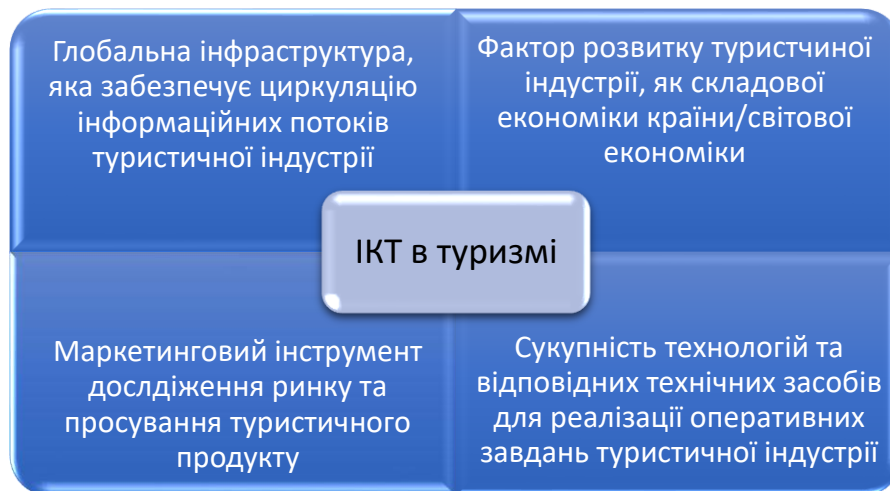 Глобальна інфраструктура,
яка забезпечує циркуляцію
інформаційних потоків
туристичної індустрії
Фактор розвитку туристчиної
індустрії, як складової
економіки країни/світової
економіки
ІКТ в туризмі
Маркетинговий інструмент
дослдіження ринку та
просування туристичного
продукту
Сукупність технологій та
відповідних технічних засобів
для реалізації оперативних
завдань туристичної індустрії